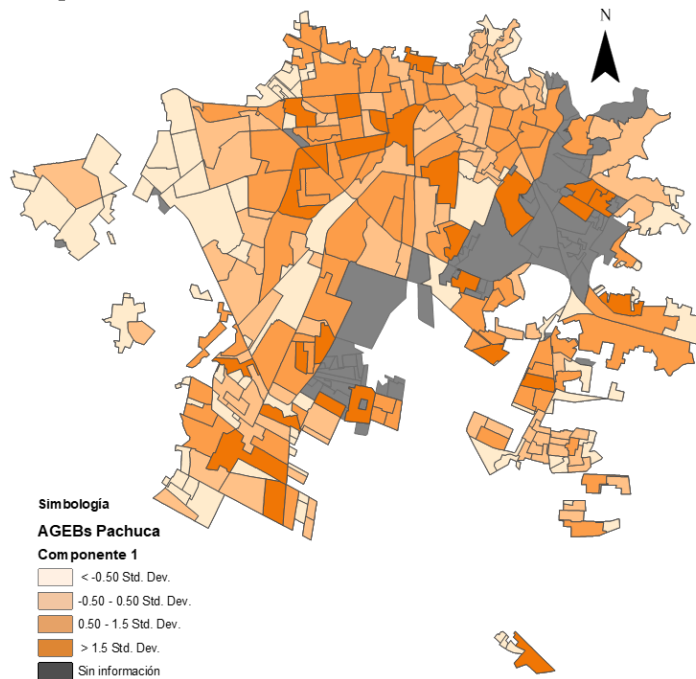 N
Simbología
AGEBs Pachuca
Componente 1
< -0.50 Std. Dev.
-0.50 - 0.50 Std. Dev.
0.50 - 1.5 Std. Dev.
> 1.5 Std. Dev.
Sin información